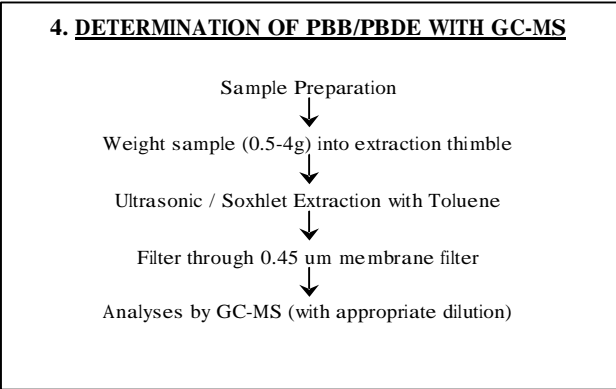 4. DETERMINATION OF PBB/PBDE WITH GC-MS
Sample Preparation
Weight sample (0.5-4g) into extraction thimble
Ultrasonic / Soxhlet Extraction with Toluene
Filter through 0.45 um membrane filter
Analyses by GC-MS (with appropriate dilution)